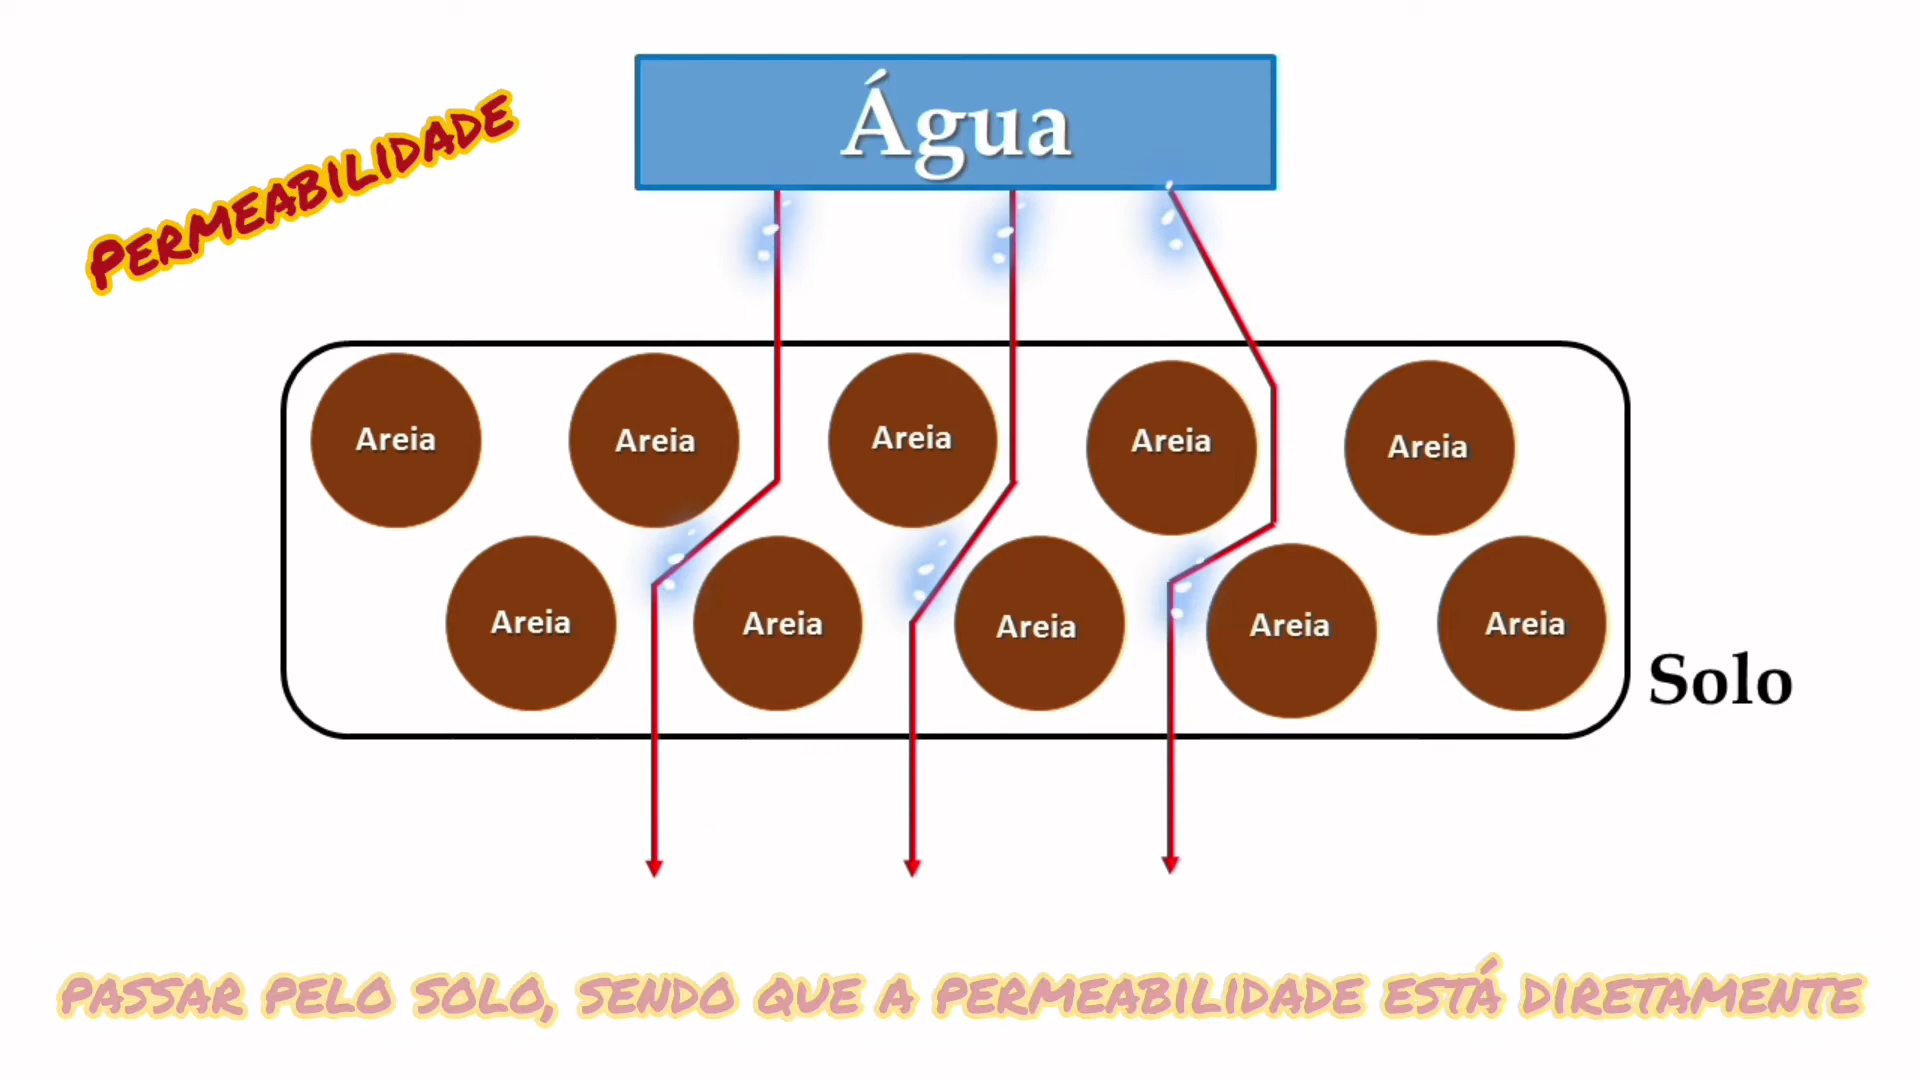 Água
PERMEABILIDADE
Areia Areia Areia Areia Areia
Areia Areia Areia Areia Areia
Solo
PASSAR PELO SOLO, SENDO QUE A PERMEABILIDADE ESTÁ DIRETAMENTE